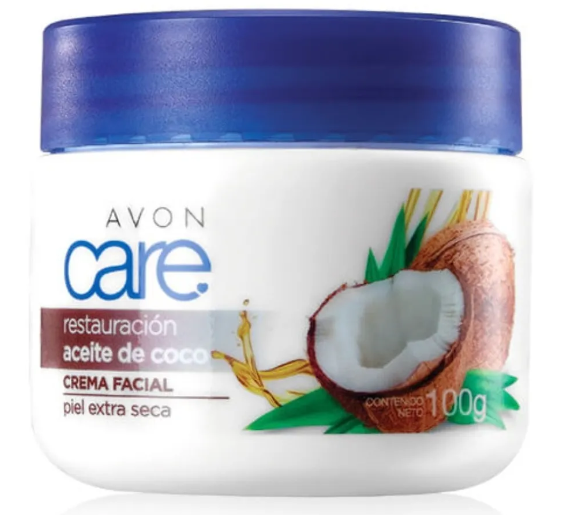 AVON
care
restauración
aceite de coco
CREMA FACIAL
piel extra seca
CONTENIDO
NETO 100g